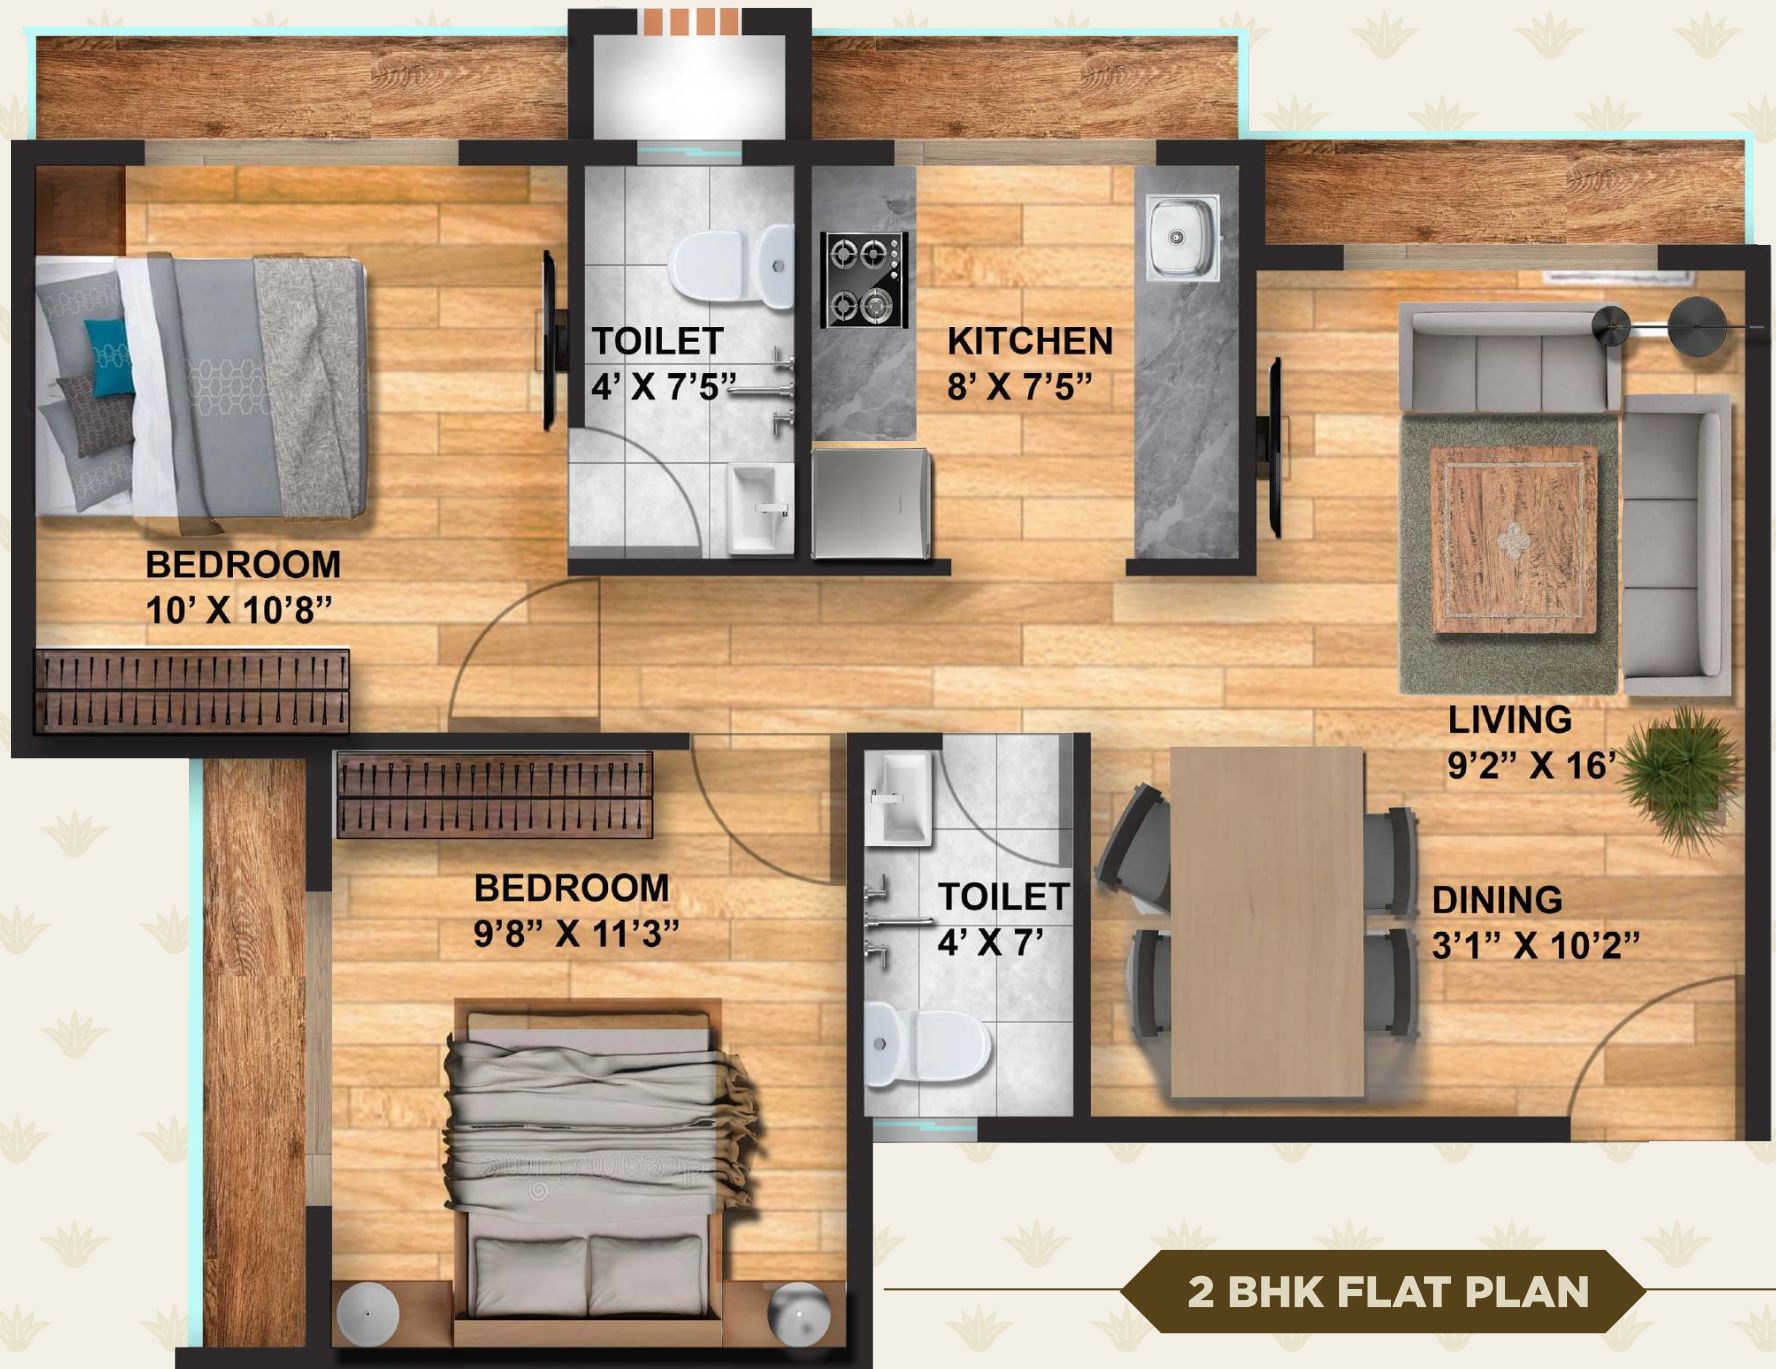 TOILET
4’ X 7’5”
KITCHEN
8’ X 7’5”
BEDROOM
10’ X 10’8”
LIVING
9’2” X 16’
BEDROOM
9’8” X 11’3”
TOILET
4’ X 7’
DINING
3’1” X 10’2”
2 BHK FLAT PLAN